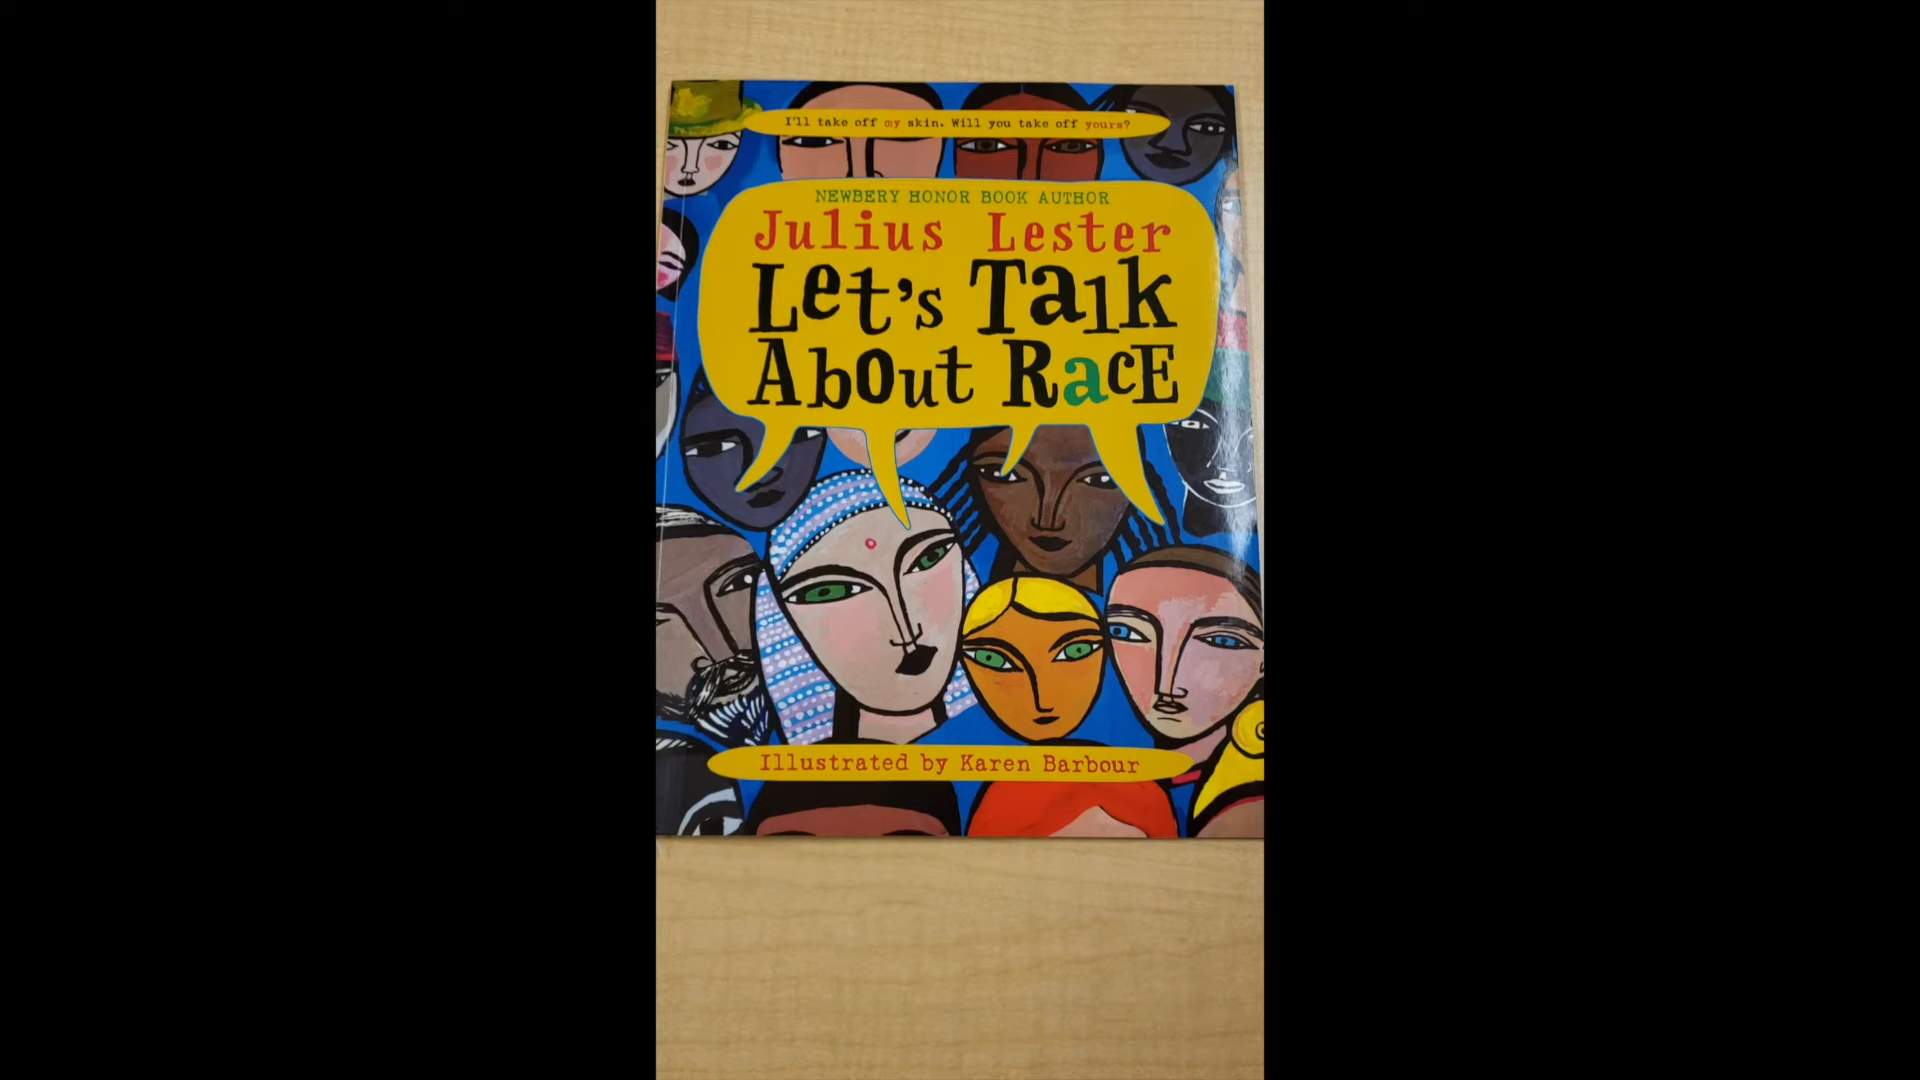 I'll take off my skin. Will you take off yours?
NEWBERY HONOR BOOK AUTHOR
Julius Lester
Let's Talk
About RacE
Illustrated by Karen Barbour